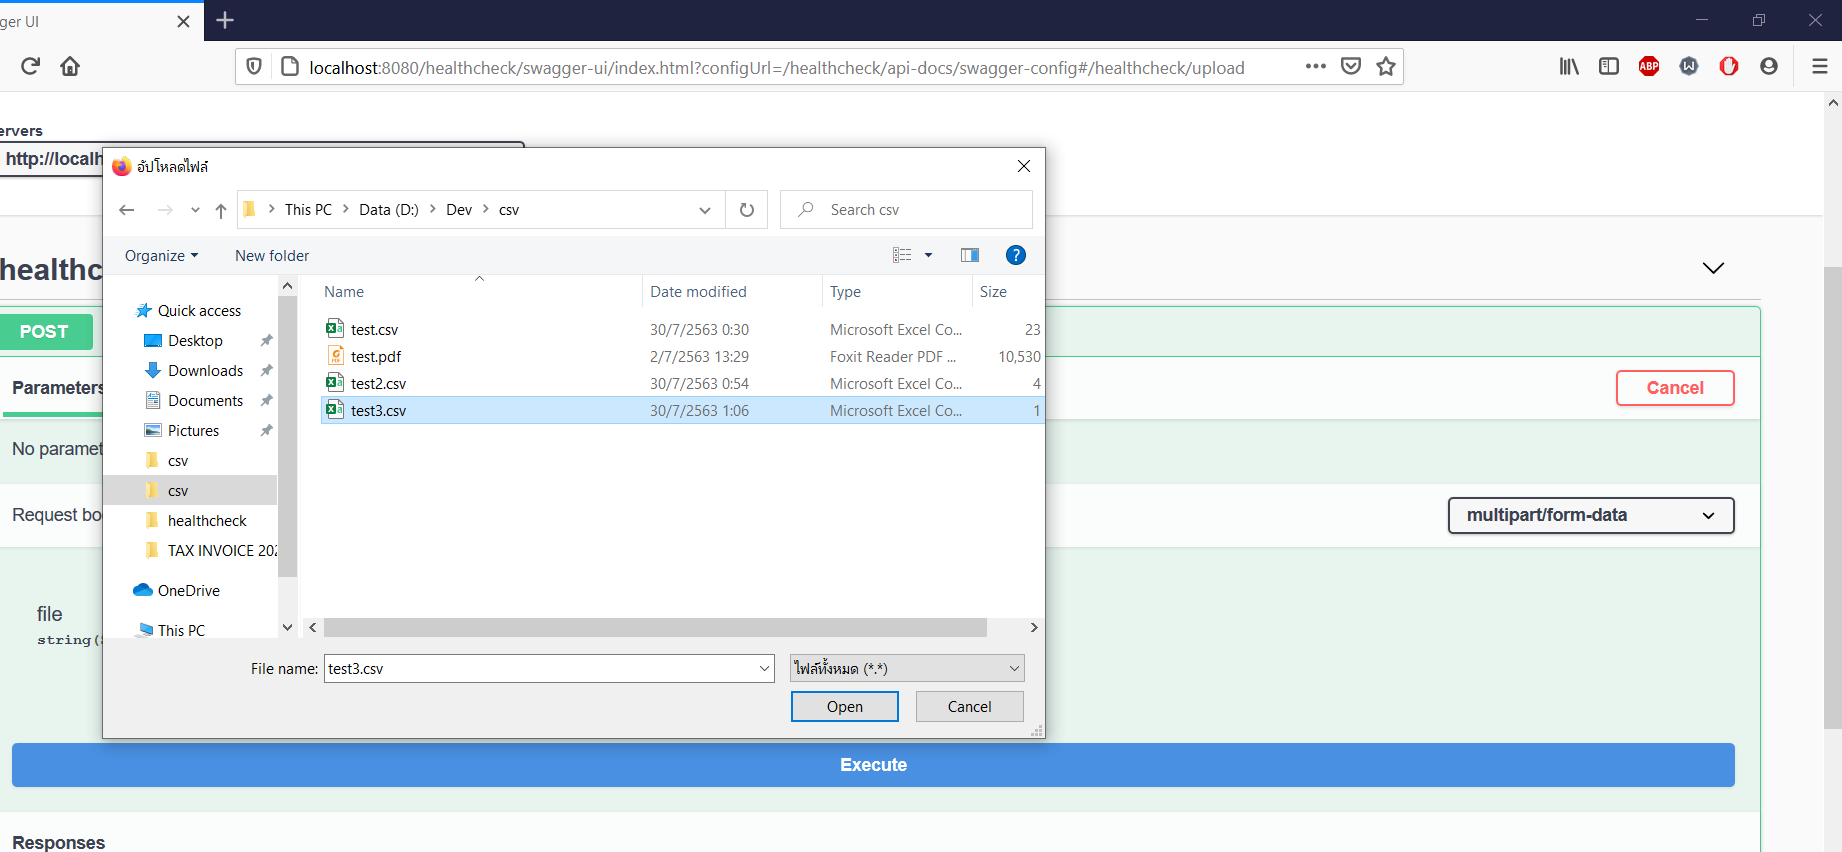 ger UI
localhost:8080/healthcheck/swagger-ui/index.html?configUrl=/healthcheck/api-docs/swagger-config#/healthcheck/upload
ABP
W
ervers
http://localh
อัปโหลดไฟล์
This PC > Data (D:) > Dev > csv
Search csv
Organize
New folder
?
healthc
Name
Date modified
Type
Size
Quick access
Desktop
Downloads
Documents
Pictures
csv
csv
healthcheck
TAX INVOICE 202
OneDrive
This PC
test.csv 30/7/2563 0:30 Microsoft Excel Co... 23
test.pdf 2/7/2563 13:29 Foxit Reader PDF ... 10,530
test2.csv 30/7/2563 0:54 Microsoft Excel Co... 4
test3.csv 30/7/2563 1:06 Microsoft Excel Co... 1
File name: test3.csv
ไฟล์ทั้งหมด (*.*)
Open
Cancel
POST
Parameters
Cancel
No paramet
Request bo
multipart/form-data
file
string(
Execute
Responses